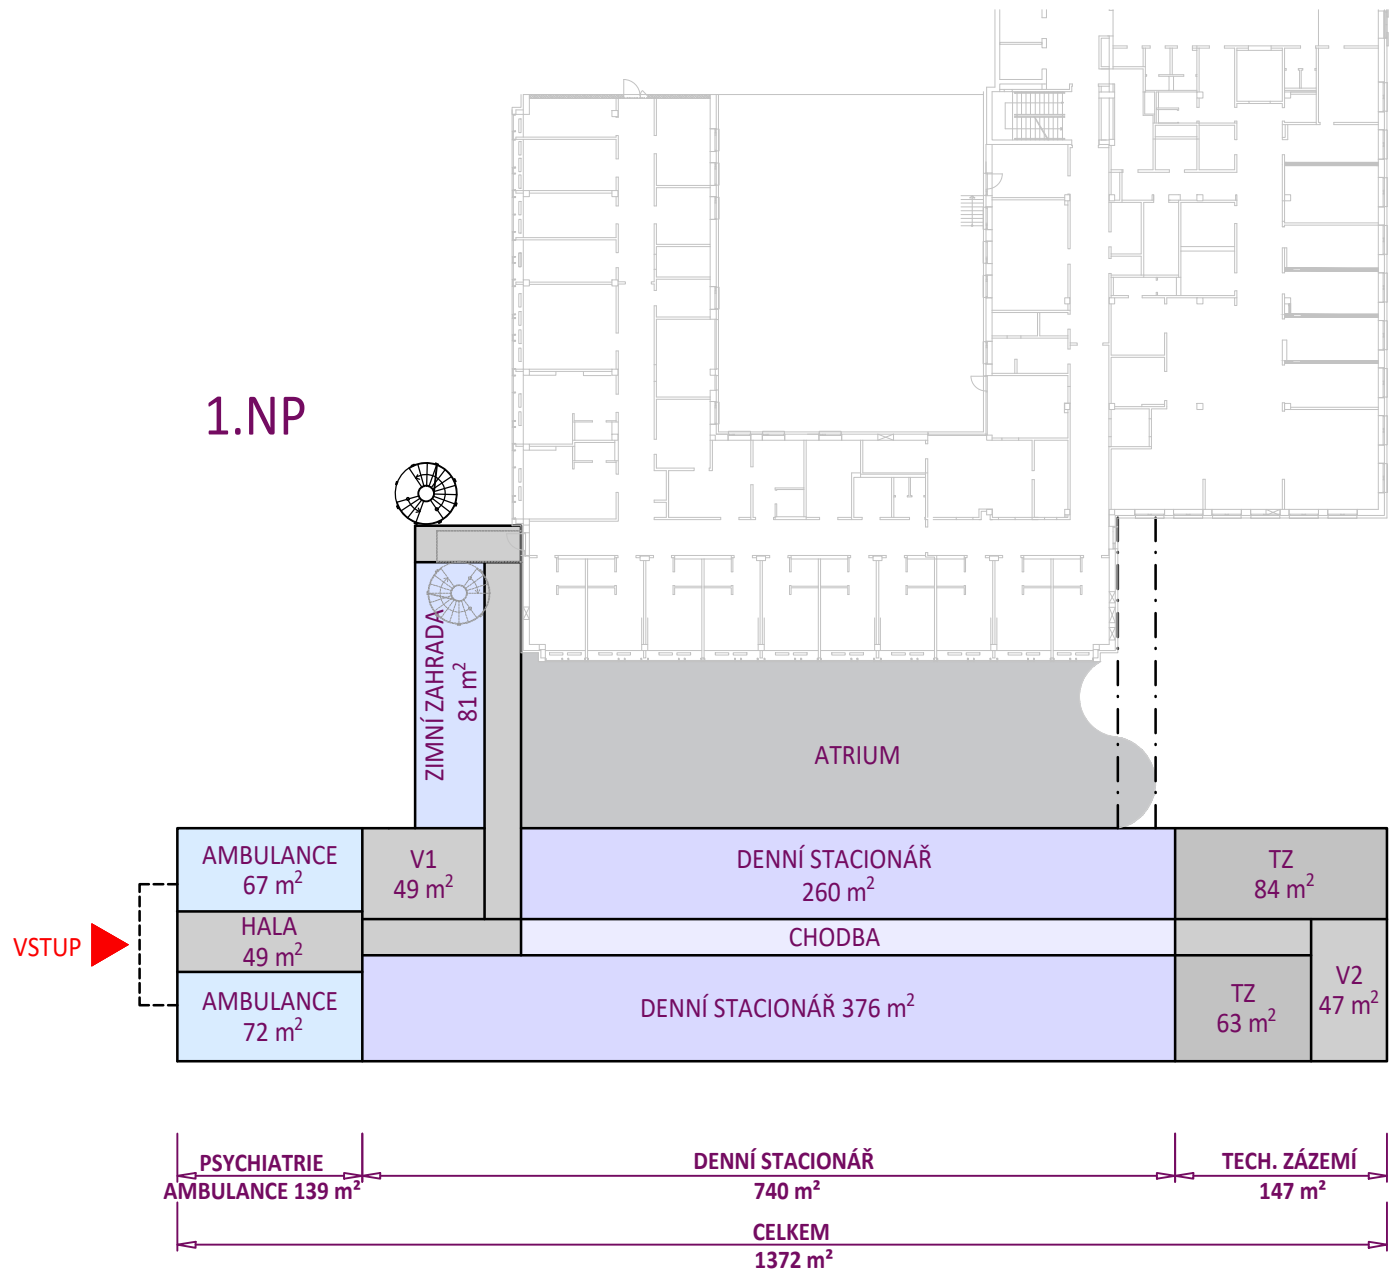 1.NP
ZIMNÍ ZAHRADA
81 m²
ATRIUM
AMBULANCE
67 m²
V1
49 m²
DENNÍ STACIONÁŘ
260 m²
TZ
84 m²
VSTUP
HALA
49 m²
CHODBA
AMBULANCE
72 m²
DENNÍ STACIONÁŘ 376 m²
TZ
63 m²
V2
47 m²
PSYCHIATRIE
AMBULANCE 139 m²
DENNÍ STACIONÁŘ
740 m²
TECH. ZÁZEMÍ
147 m²
CELKEM
1372 m²